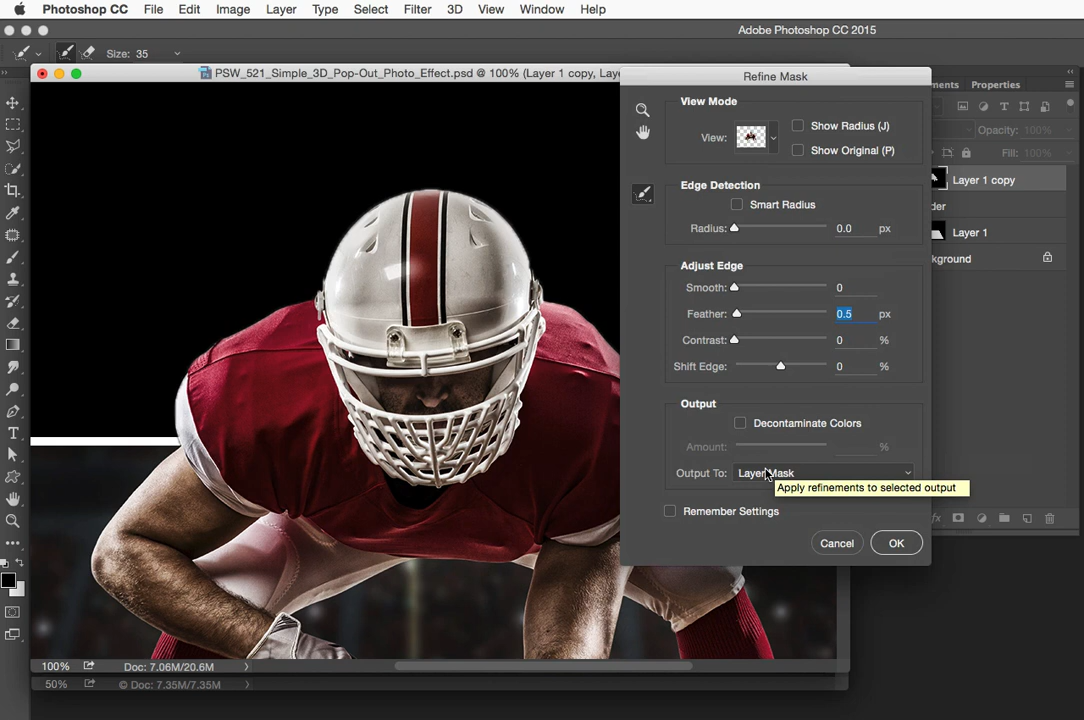 Photoshop CC File Edit Image Layer Type Select Filter 3D View Window Help
Adobe Photoshop CC 2015
Size: 35
PSW_521_Simple_3D_Pop-Out_Photo_Effect.psd @ 100% (Layer 1 copy, Laye
Refine Mask
ments Properties
View Mode
View:
Show Radius (J)
Show Original (P)
Opacity: 100%
Fill: 100%
Layer 1 copy
Edge Detection
Smart Radius
der
Radius: 0.0 px
Layer 1
kground
Adjust Edge
Smooth: 0
Feather: 0.5 px
Contrast: 0 %
Shift Edge: 0 %
Output
Decontaminate Colors
Amount: %
Output To: Layer Mask
Apply refinements to selected output
Remember Settings
fx
Cancel OK
100% Doc: 7.06M/20.6M
50% © Doc: 7.35M/7.35M